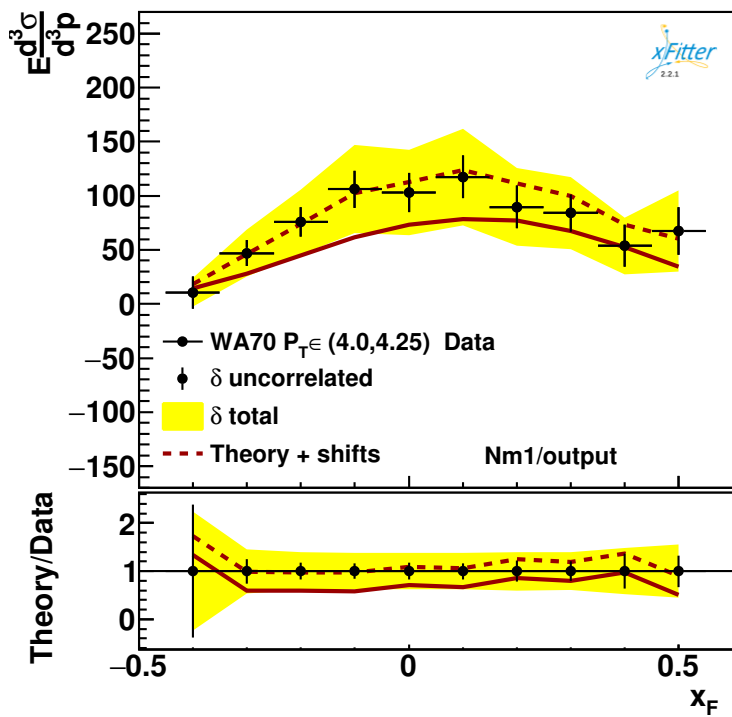 E d³σ/d³p
250
200
150
100
50
0
−50
−100
−150
xFitter
2.2.1
WA70 P_T∈ (4.0,4.25) Data
δ uncorrelated
δ total
Theory + shifts
Nm1/output
Theory/Data
2
1
0
−0.5 0 0.5
x_F